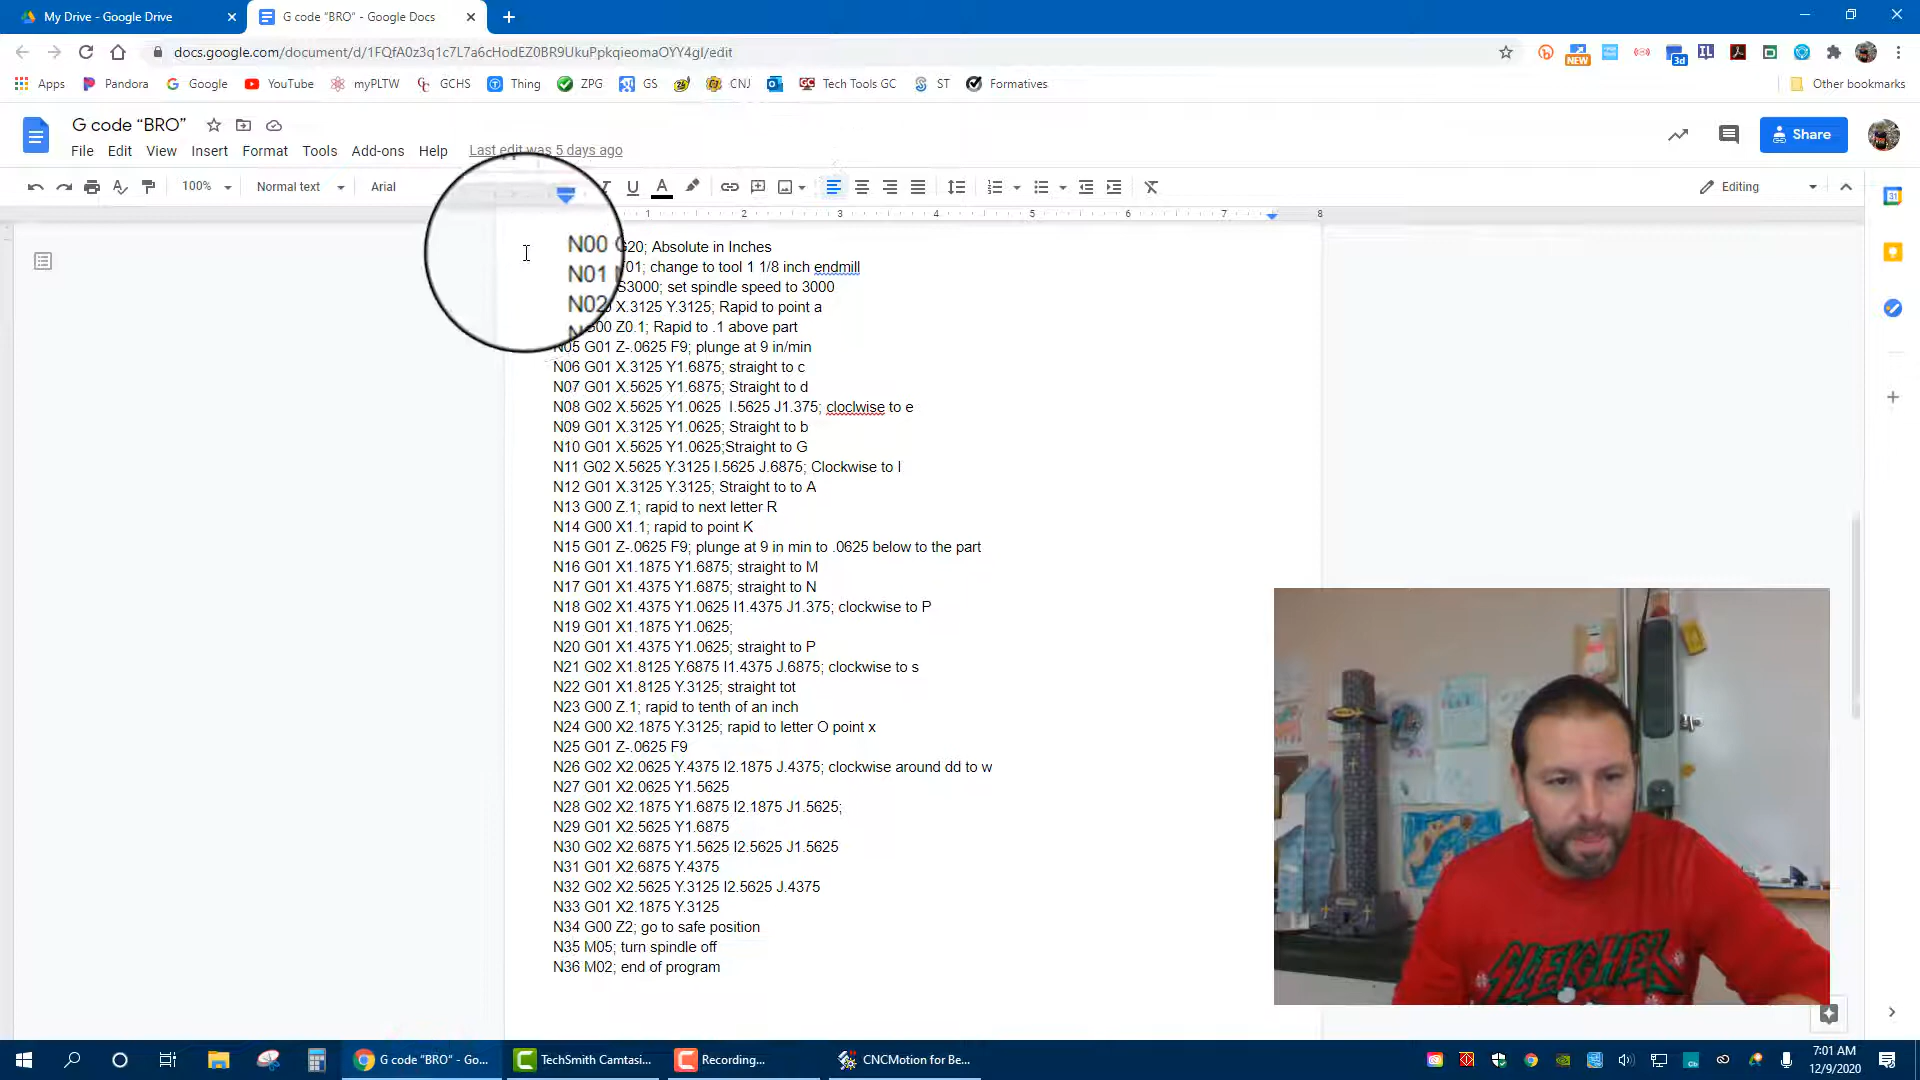 My Drive - Google Drive
G code “BRO” - Google Docs
docs.google.com/document/d/1FQfA0z3q1c7L7a6cHodEZ0BR9UkuPpkqieomaOYY4gI/edit
NEW
3d
Apps Pandora Google YouTube myPLTW GCHS Thing ZPG GS CNJ Tech Tools GC ST Formatives Other bookmarks
G code “BRO”
File Edit View Insert Format Tools Add-ons Help Last edit was 5 days ago
Share
100% Normal text Arial Editing
1 2 3 4 5 6 7 8
N00 G20; Absolute in Inches
N01 T01; change to tool 1 1/8 inch endmill
N02 S3000; set spindle speed to 3000
X.3125 Y.3125; Rapid to point a
G00 Z0.1; Rapid to .1 above part
N05 G01 Z-.0625 F9; plunge at 9 in/min
N06 G01 X.3125 Y1.6875; straight to c
N07 G01 X.5625 Y1.6875; Straight to d
N08 G02 X.5625 Y1.0625  I.5625 J1.375; cloclwise to e
N09 G01 X.3125 Y1.0625; Straight to b
N10 G01 X.5625 Y1.0625;Straight to G
N11 G02 X.5625 Y.3125 I.5625 J.6875; Clockwise to I
N12 G01 X.3125 Y.3125; Straight to to A
N13 G00 Z.1; rapid to next letter R
N14 G00 X1.1; rapid to point K
N15 G01 Z-.0625 F9; plunge at 9 in min to .0625 below to the part
N16 G01 X1.1875 Y1.6875; straight to M
N17 G01 X1.4375 Y1.6875; straight to N
N18 G02 X1.4375 Y1.0625 I1.4375 J1.375; clockwise to P
N19 G01 X1.1875 Y1.0625;
N20 G01 X1.4375 Y1.0625; straight to P
N21 G02 X1.8125 Y.6875 I1.4375 J.6875; clockwise to s
N22 G01 X1.8125 Y.3125; straight tot
N23 G00 Z.1; rapid to tenth of an inch
N24 G00 X2.1875 Y.3125; rapid to letter O point x
N25 G01 Z-.0625 F9
N26 G02 X2.0625 Y.4375 I2.1875 J.4375; clockwise around dd to w
N27 G01 X2.0625 Y1.5625
N28 G02 X2.1875 Y1.6875 I2.1875 J1.5625;
N29 G01 X2.5625 Y1.6875
N30 G02 X2.6875 Y1.5625 I2.5625 J1.5625
N31 G01 X2.6875 Y.4375
N32 G02 X2.5625 Y.3125 I2.5625 J.4375
N33 G01 X2.1875 Y.3125
N34 G00 Z2; go to safe position
N35 M05; turn spindle off
N36 M02; end of program
SLEIGHER
G code “BRO” - Go... TechSmith Camtasi... Recording... CNCMotion for Be...
7:01 AM
12/9/2020